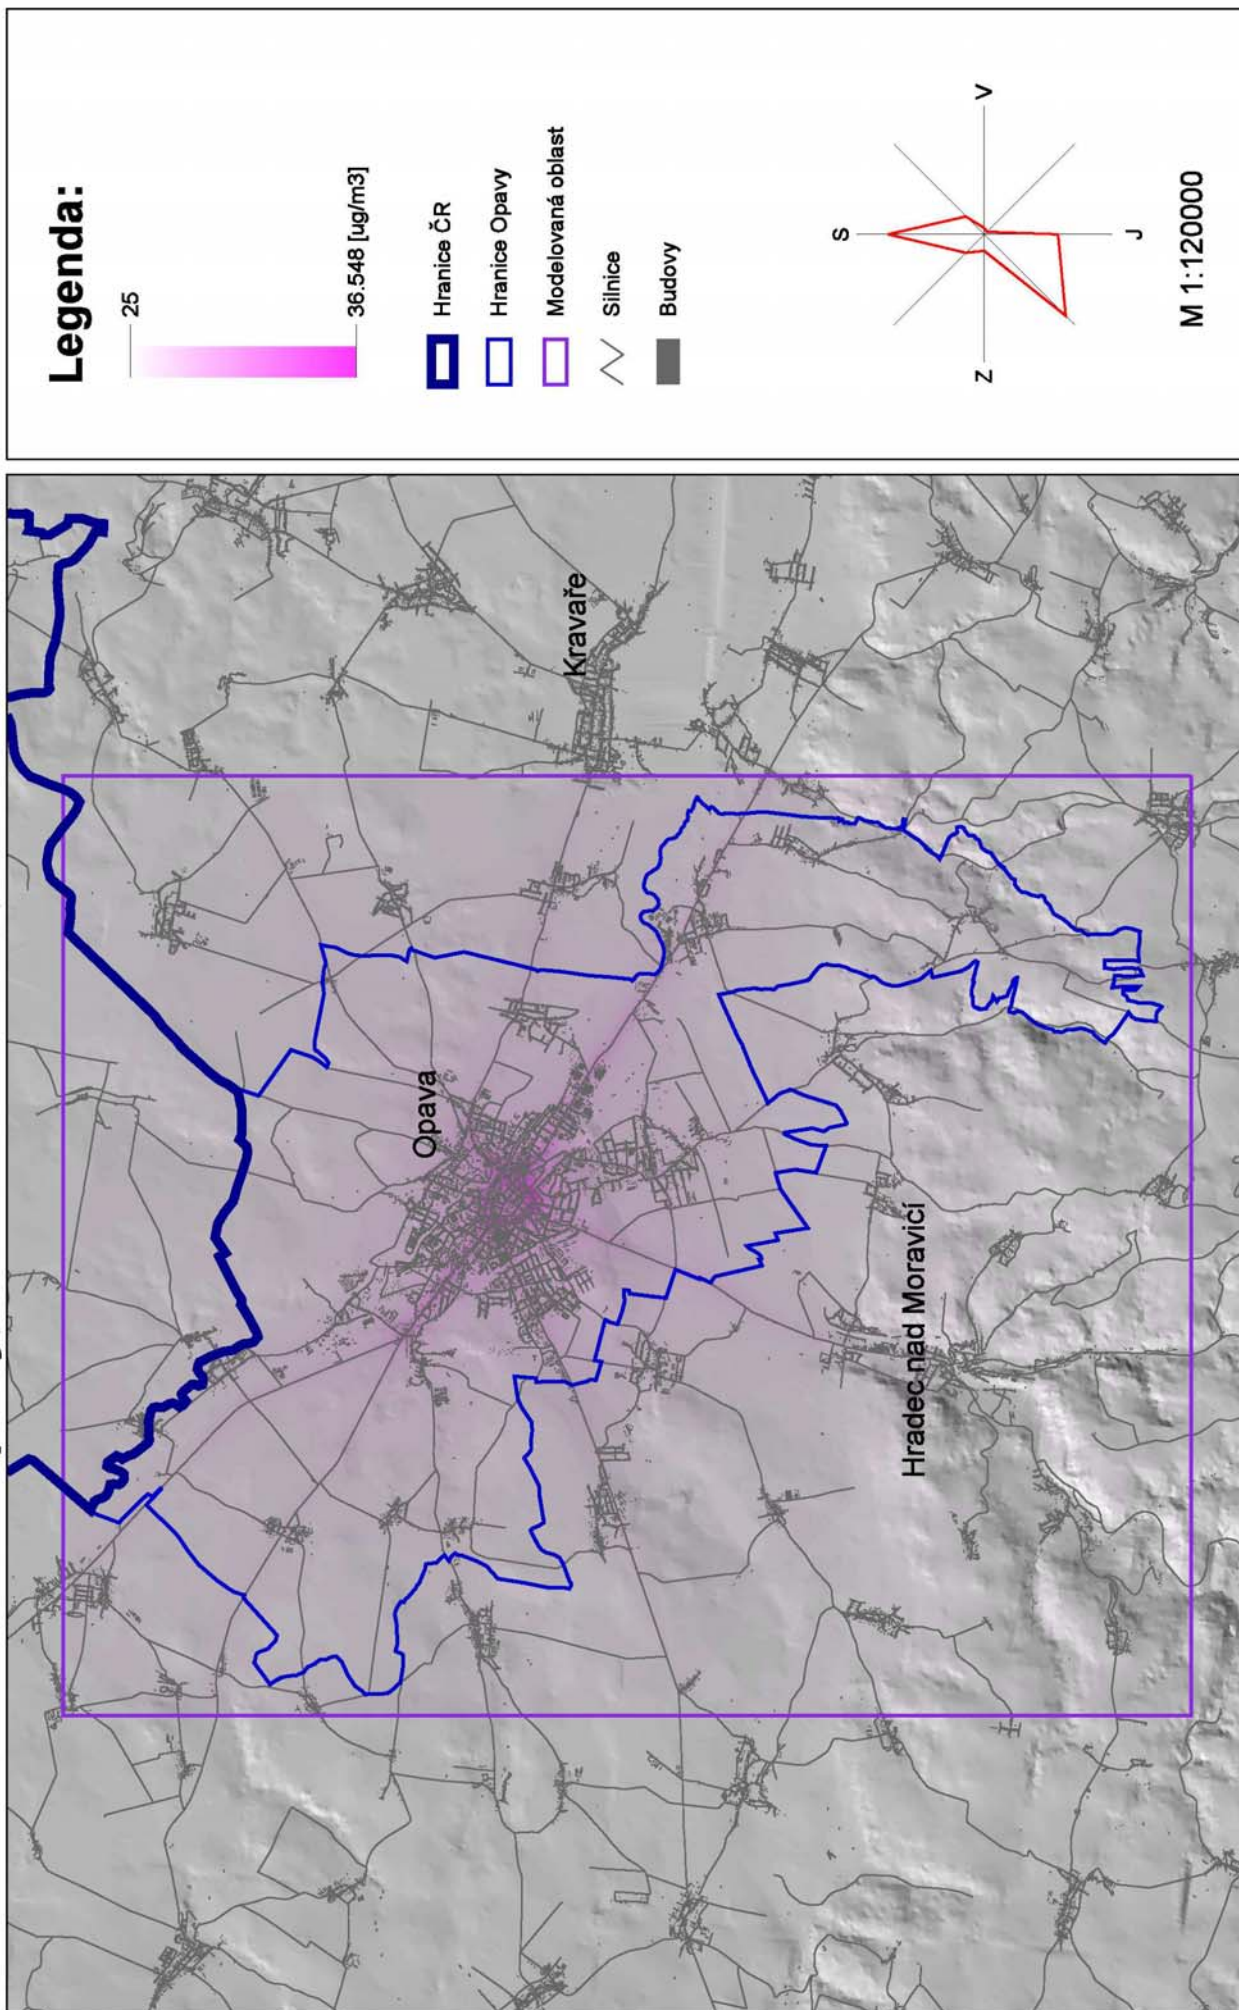 Legenda:
25
36.548 [ug/m3]
Hranice ČR
Hranice Opavy
Modelovaná oblast
Silnice
Budovy
S
V
Z
J
M 1:120000
Opava
Kravaře
Hradec nad Moravicí